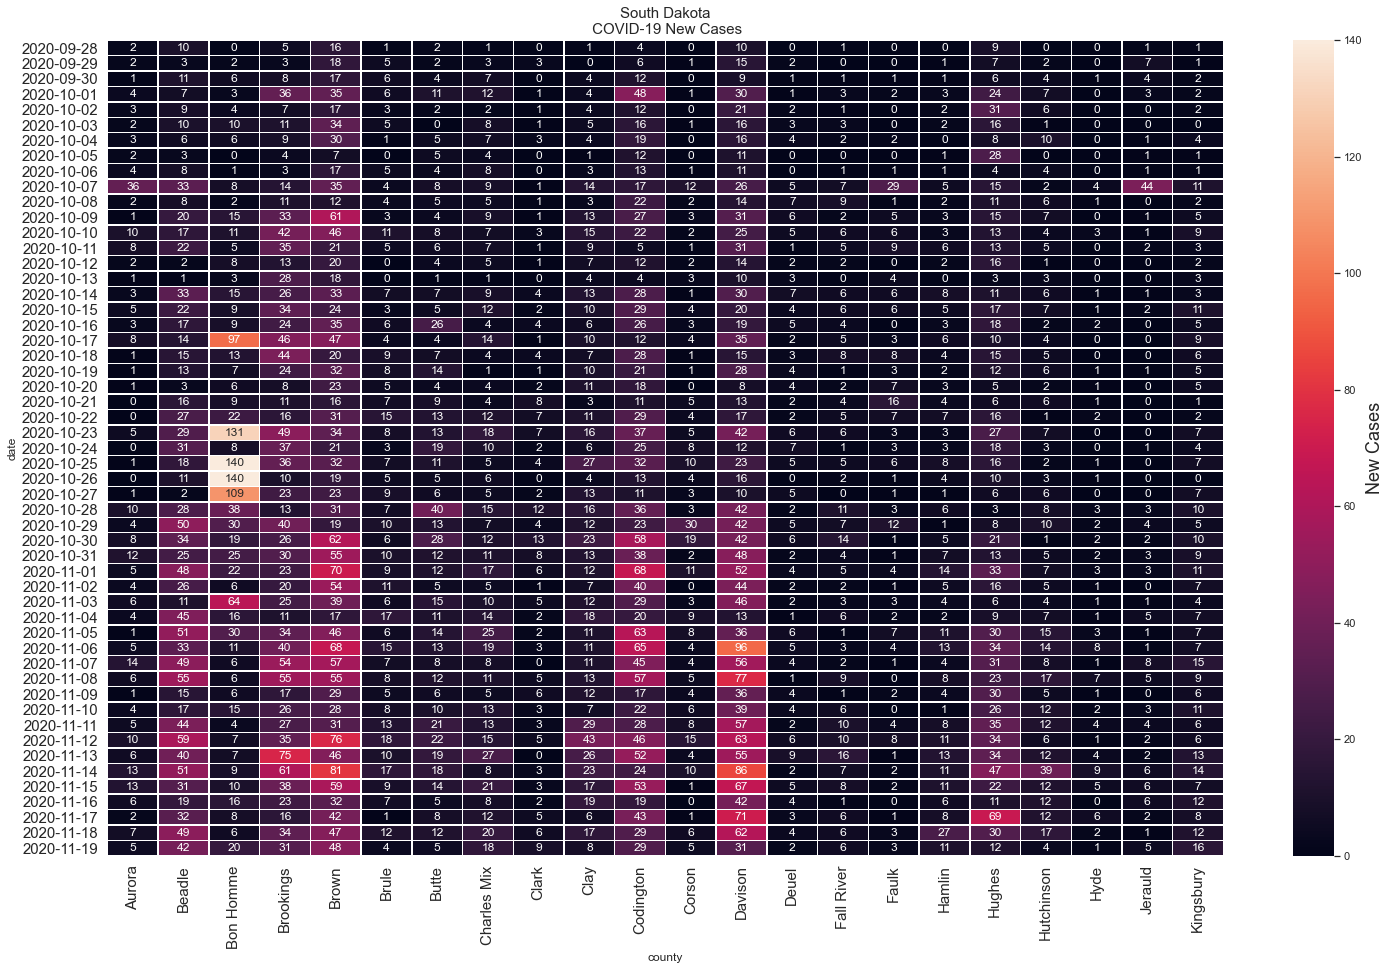 South Dakota
COVID-19 New Cases
2020-09-28 2 10 0 5 16 1 2 1 0 1 4 0 10 0 1 0 0 9 0 0 1 1
2020-09-29 2 3 2 3 18 5 2 3 3 0 6 1 15 2 0 0 1 7 2 0 7 1
2020-09-30 1 11 6 8 17 6 4 7 0 4 12 0 9 1 1 1 1 6 4 1 4 2
2020-10-01 4 7 3 36 35 6 11 12 1 4 48 1 30 1 3 2 3 24 7 0 3 2
2020-10-02 3 9 4 7 17 3 2 2 1 4 12 0 21 2 1 0 2 31 6 0 0 2
2020-10-03 2 10 10 11 34 5 0 8 1 5 16 1 16 3 3 0 2 16 1 0 0 0
2020-10-04 3 6 6 9 30 1 5 7 3 4 19 0 16 4 2 2 0 8 10 0 1 4
2020-10-05 2 3 0 4 7 0 5 4 0 1 12 0 11 0 0 0 1 28 0 0 1 1
2020-10-06 4 8 1 3 17 5 4 8 0 3 13 1 11 0 1 1 1 4 4 0 1 1
2020-10-07 36 33 8 14 35 4 8 9 1 14 17 12 26 5 7 29 5 15 2 4 44 11
2020-10-08 2 8 2 11 12 4 5 5 1 3 22 2 14 7 9 1 2 11 6 1 0 2
2020-10-09 1 20 15 33 61 3 4 9 1 13 27 3 31 6 2 5 3 15 7 0 1 5
2020-10-10 10 17 11 42 46 11 8 7 3 15 22 2 25 5 2 6 3 13 4 3 1 9
2020-10-11 8 22 5 35 21 5 6 7 1 9 5 1 31 1 5 9 6 13 5 0 2 3
2020-10-12 2 2 8 13 20 0 4 5 1 7 12 2 14 2 2 0 2 16 1 0 0 2
2020-10-13 1 1 3 28 18 0 1 1 0 4 4 3 10 3 0 4 0 3 3 0 0 3
2020-10-14 3 33 15 26 33 7 7 9 4 13 28 1 30 7 6 6 8 11 6 1 1 3
2020-10-15 5 22 9 34 24 3 5 12 2 10 29 4 20 4 6 6 5 17 7 1 2 11
2020-10-16 3 17 9 24 35 6 26 4 4 6 26 3 19 5 4 0 3 18 2 2 0 5
2020-10-17 8 14 97 46 47 4 4 14 1 10 12 4 35 2 5 3 6 10 4 0 0 9
2020-10-18 1 15 13 44 20 9 7 4 4 7 28 1 15 3 8 8 4 15 5 0 0 6
2020-10-19 1 13 7 24 32 8 14 1 1 10 21 1 28 4 1 3 2 12 6 1 1 5
2020-10-20 1 3 6 8 23 5 4 4 2 11 18 0 8 4 2 7 3 5 2 1 0 5
2020-10-21 0 16 9 11 16 7 9 4 8 3 11 5 13 2 4 16 4 6 1 1 0 1
2020-10-22 0 27 22 16 31 15 13 12 7 11 29 4 17 2 5 7 7 16 1 2 0 2
2020-10-23 5 29 131 49 34 8 13 18 7 16 37 5 42 6 6 3 3 27 7 0 0 7
2020-10-24 0 31 8 37 21 3 19 10 2 6 25 8 12 7 1 3 3 18 3 0 1 4
2020-10-25 1 18 140 36 32 7 11 5 4 27 32 10 23 5 5 6 8 16 2 1 0 7
2020-10-26 0 11 140 10 19 5 5 6 0 4 13 4 16 0 2 1 4 10 3 1 0 0
2020-10-27 1 2 109 23 23 9 6 5 2 13 11 3 10 5 0 1 1 6 6 0 0 7
2020-10-28 10 28 38 13 31 7 40 15 12 16 36 3 42 2 11 3 6 3 8 3 3 10
2020-10-29 4 50 30 40 19 10 13 7 4 12 23 30 42 5 7 12 1 8 10 2 4 5
2020-10-30 8 34 19 26 62 6 28 12 13 23 58 19 42 6 14 1 5 21 1 2 2 10
2020-10-31 12 25 25 30 55 10 12 11 8 13 38 2 48 2 4 1 7 13 5 2 3 9
2020-11-01 5 48 22 23 70 9 12 17 6 12 68 11 52 4 5 4 14 33 7 3 3 11
2020-11-02 4 26 6 20 54 11 5 5 1 7 40 0 44 2 2 1 5 16 5 1 0 7
2020-11-03 6 11 64 25 39 6 15 10 5 12 29 3 46 2 3 3 4 6 4 1 1 4
2020-11-04 4 45 16 11 17 17 11 14 2 18 20 9 13 1 6 2 2 9 7 1 5 7
2020-11-05 1 51 30 34 46 6 14 25 2 11 63 8 36 6 1 7 11 30 15 3 1 7
2020-11-06 5 33 11 40 68 15 13 19 3 11 65 4 96 5 3 4 13 34 14 8 1 7
2020-11-07 14 49 6 54 57 7 8 8 0 11 45 4 56 4 2 1 4 31 8 1 8 15
2020-11-08 6 55 6 55 55 8 12 11 5 13 57 5 77 1 9 0 8 23 17 7 5 9
2020-11-09 1 15 6 17 29 5 6 5 6 12 17 4 36 4 1 2 4 30 5 1 0 6
2020-11-10 4 17 15 26 28 8 10 13 3 7 22 6 39 4 6 0 1 26 12 2 3 11
2020-11-11 5 44 4 27 31 13 21 13 3 29 28 8 57 2 10 4 8 35 12 4 4 6
2020-11-12 10 59 7 35 76 18 22 15 5 43 46 15 63 6 10 8 11 34 6 1 2 6
2020-11-13 6 40 7 75 46 10 19 27 0 26 52 4 55 9 16 1 13 34 12 4 2 13
2020-11-14 13 51 9 61 81 17 18 8 3 23 24 10 86 2 7 2 11 47 39 9 6 14
2020-11-15 13 31 10 38 59 9 14 21 3 17 53 1 67 5 8 2 11 22 12 5 6 7
2020-11-16 6 19 16 23 32 7 5 8 2 19 19 0 42 4 1 0 6 11 12 0 6 12
2020-11-17 2 32 8 16 42 1 8 12 5 6 43 1 71 3 6 1 8 69 12 6 2 8
2020-11-18 7 49 6 34 47 12 12 20 6 17 29 6 62 4 6 3 27 30 17 2 1 12
2020-11-19 5 42 20 31 48 4 5 18 9 8 29 5 31 2 6 3 11 12 4 1 5 16
Aurora Beadle Bon Homme Brookings Brown Brule Butte Charles Mix Clark Clay Codington Corson Davison Deuel Fall River Faulk Hamlin Hughes Hutchinson Hyde Jerauld Kingsbury
county
date
140
120
100
80
60
40
20
0
New Cases